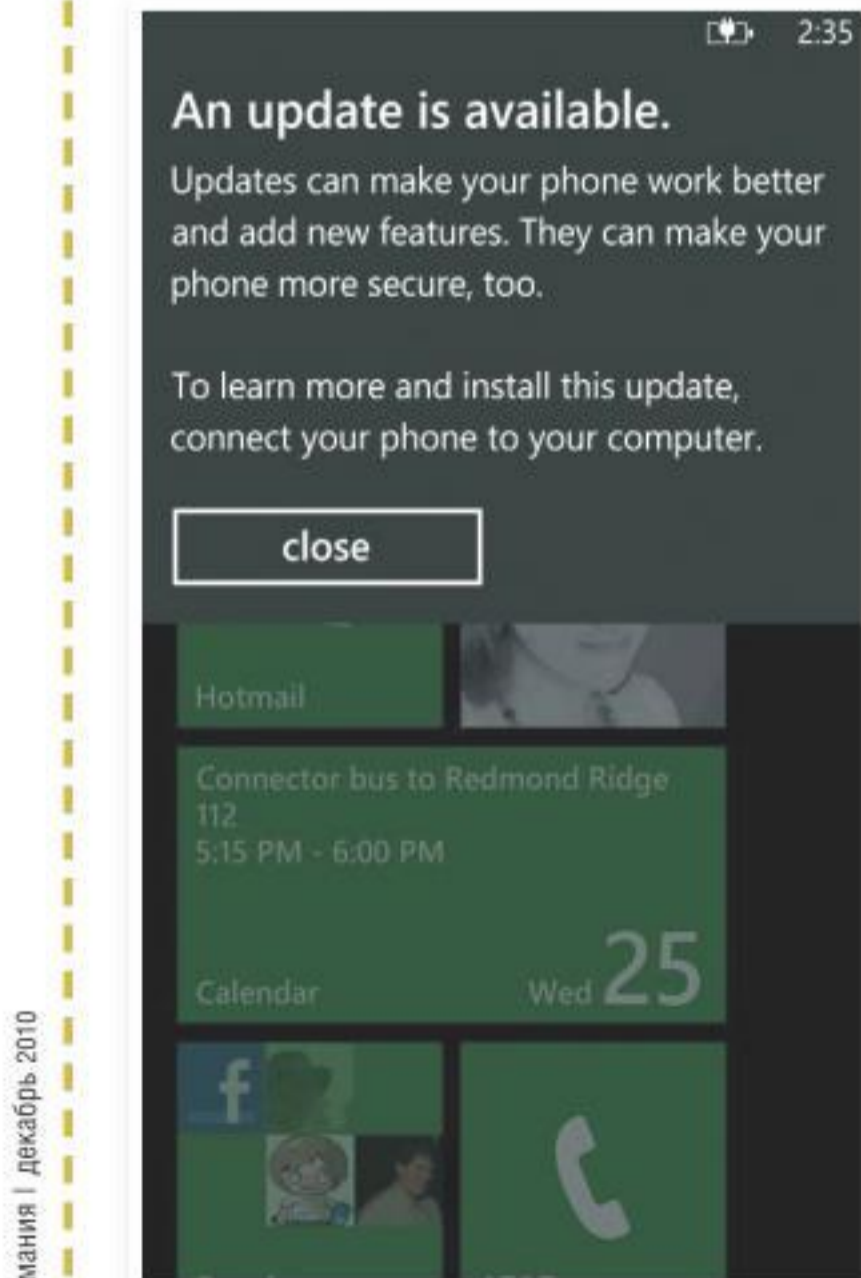 2:35
An update is available.
Updates can make your phone work better
and add new features. They can make your
phone more secure, too.
To learn more and install this update,
connect your phone to your computer.
close
Hotmail
Connector bus to Redmond Ridge
112
5:15 PM - 6:00 PM
Calendar
Wed 25
f
мания | декабрь 2010